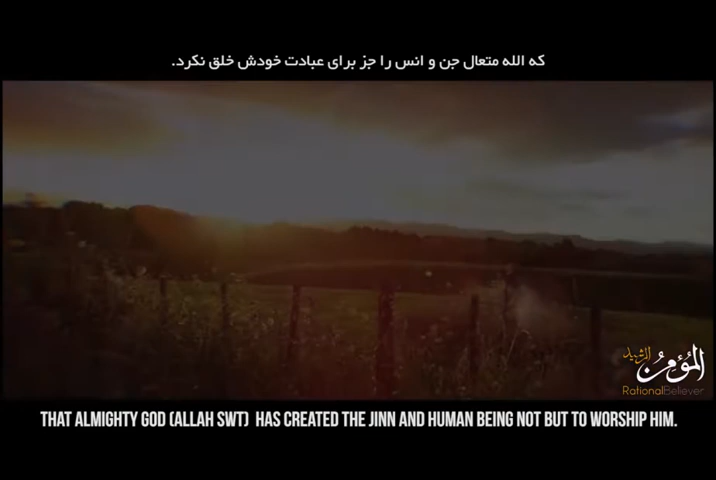 که الله متعال جن و انس را جز برای عبادت خودش خلق نکرد.
المؤمن الرشيد
RationalBeliever
THAT ALMIGHTY GOD (ALLAH SWT) HAS CREATED THE JINN AND HUMAN BEING NOT BUT TO WORSHIP HIM.